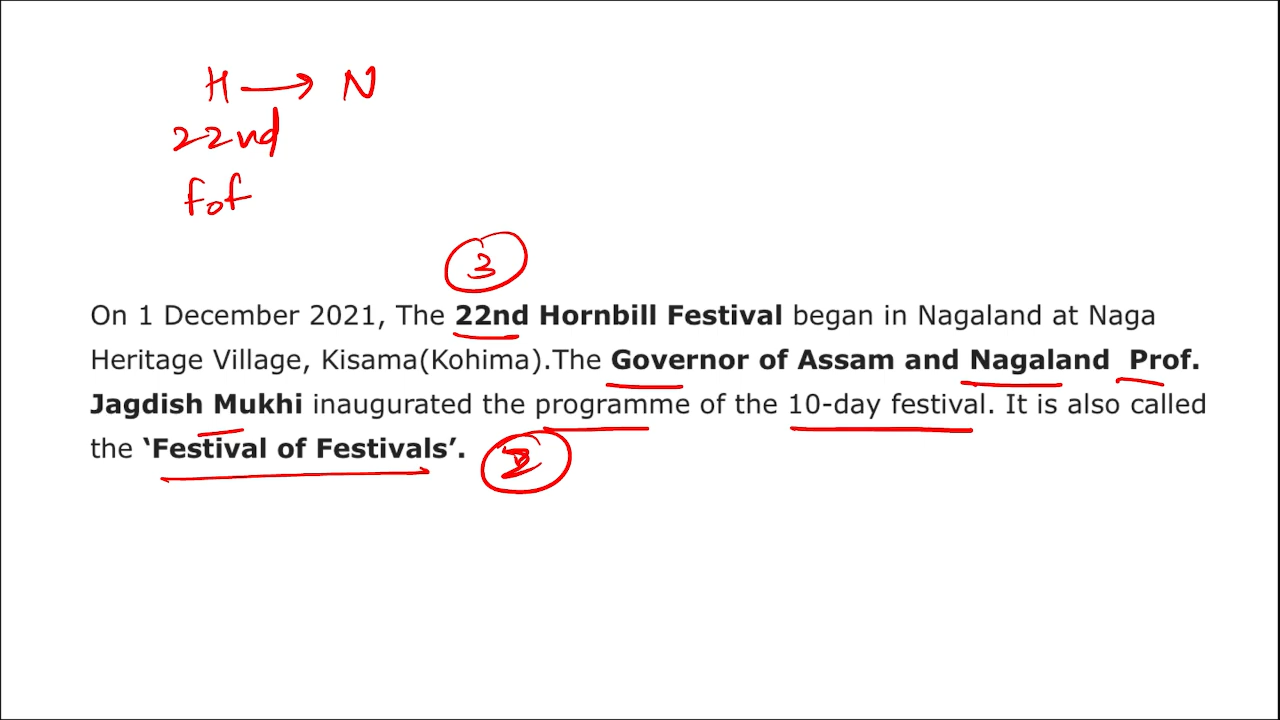 H → N
22nd
fof
3
On 1 December 2021, The 22nd Hornbill Festival began in Nagaland at Naga
Heritage Village, Kisama(Kohima).The Governor of Assam and Nagaland Prof.
Jagdish Mukhi inaugurated the programme of the 10-day festival. It is also called
the ‘Festival of Festivals’.